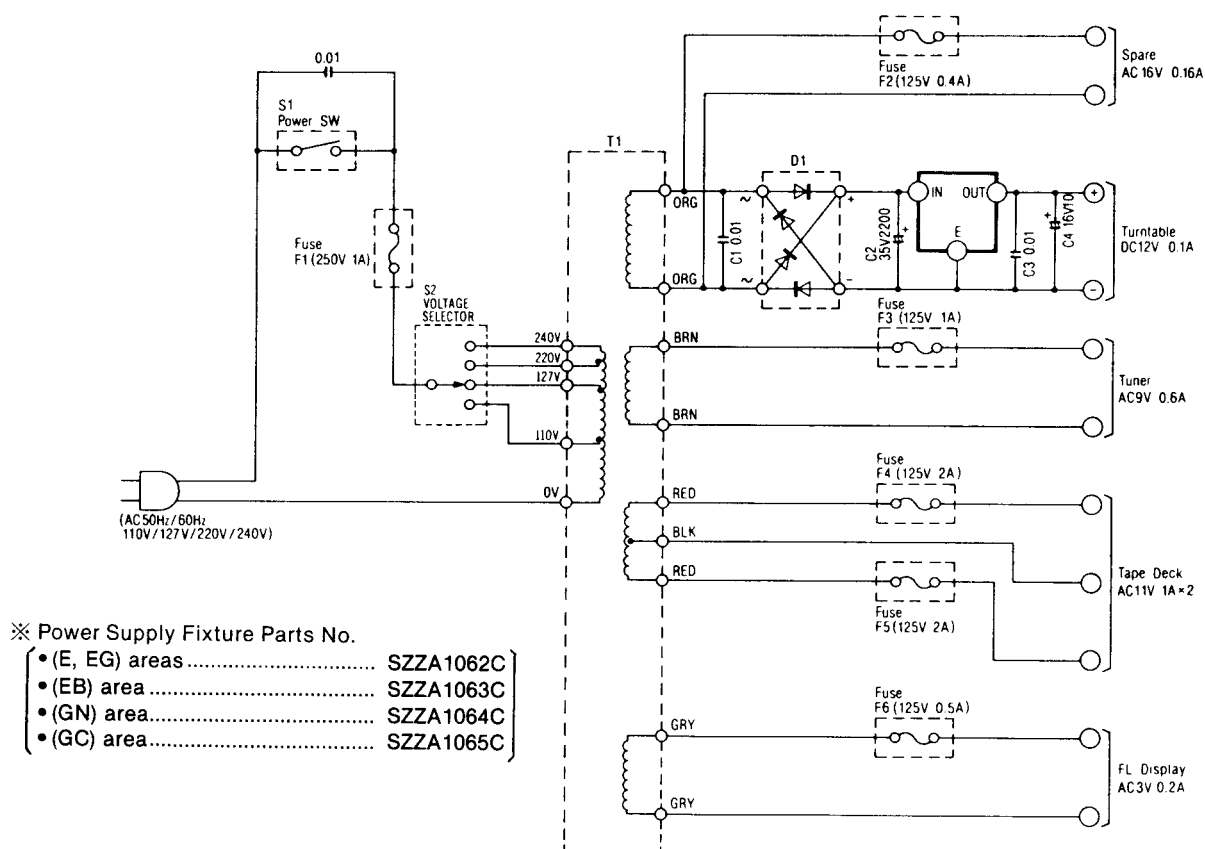 0.01
S1
Power SW
Fuse
F1 (250V 1A)
S2
VOLTAGE
SELECTOR
240V
220V
127V
110V
0V
(AC50Hz/60Hz
110V/127V/220V/240V)
T1
ORG
ORG
C1 0.01
~
~
D1
+
-
C2
35V2200
+
IN
OUT
E
C3 0.01
+
C4 16V10
+
-
Turntable
DC12V 0.1A
Fuse
F2 (125V 0.4A)
Spare
AC16V 0.16A
BRN
BRN
Fuse
F3 (125V 1A)
Tuner
AC9V 0.6A
RED
BLK
RED
Fuse
F4 (125V 2A)
Fuse
F5 (125V 2A)
Tape Deck
AC11V 1A×2
GRY
GRY
Fuse
F6 (125V 0.5A)
FL Display
AC3V 0.2A
※ Power Supply Fixture Parts No.
• (E, EG) areas .............................. SZZA1062C
• (EB) area .................................... SZZA1063C
• (GN) area.................................... SZZA1064C
• (GC) area.................................... SZZA1065C